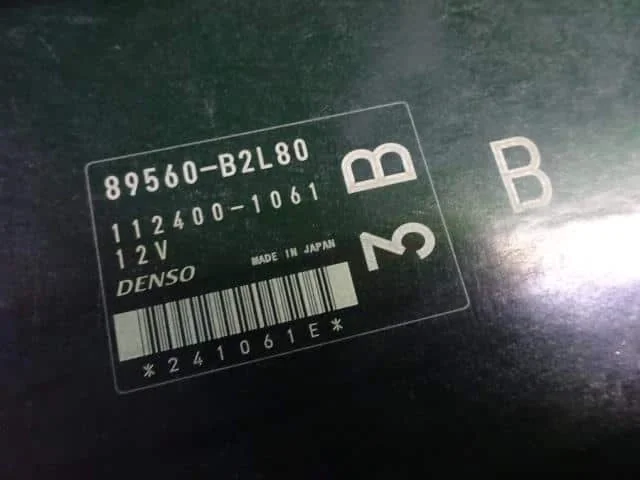 89560-B2L80
112400-1061
12V
DENSO
MADE IN JAPAN
*241061E*
3B
B